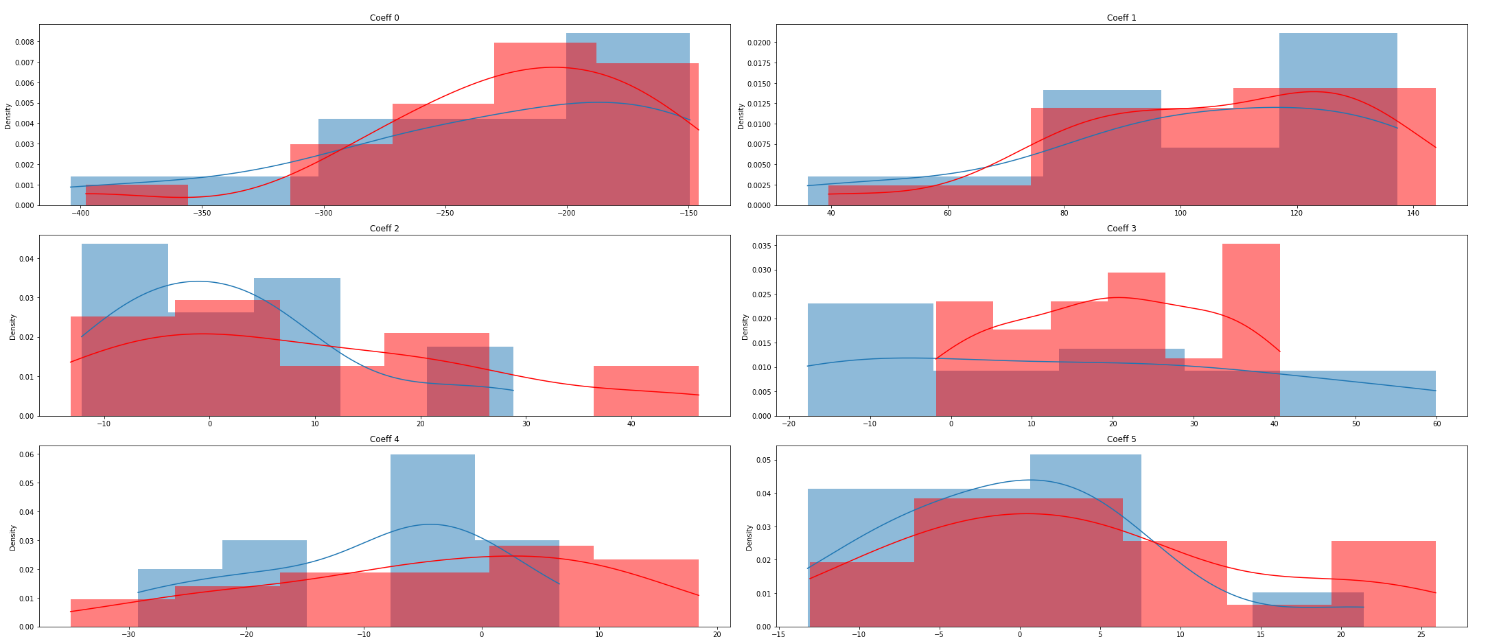 Coeff 0
Density
0.008
0.007
0.006
0.005
0.004
0.003
0.002
0.001
0.000
−400 −350 −300 −250 −200 −150
Coeff 1
Density
0.0200
0.0175
0.0150
0.0125
0.0100
0.0075
0.0050
0.0025
0.0000
40 60 80 100 120 140
Coeff 2
Density
0.04
0.03
0.02
0.01
0.00
−10 0 10 20 30 40
Coeff 3
Density
0.035
0.030
0.025
0.020
0.015
0.010
0.005
0.000
−20 −10 0 10 20 30 40 50 60
Coeff 4
Density
0.06
0.05
0.04
0.03
0.02
0.01
0.00
−30 −20 −10 0 10 20
Coeff 5
Density
0.05
0.04
0.03
0.02
0.01
0.00
−15 −10 −5 0 5 10 15 20 25